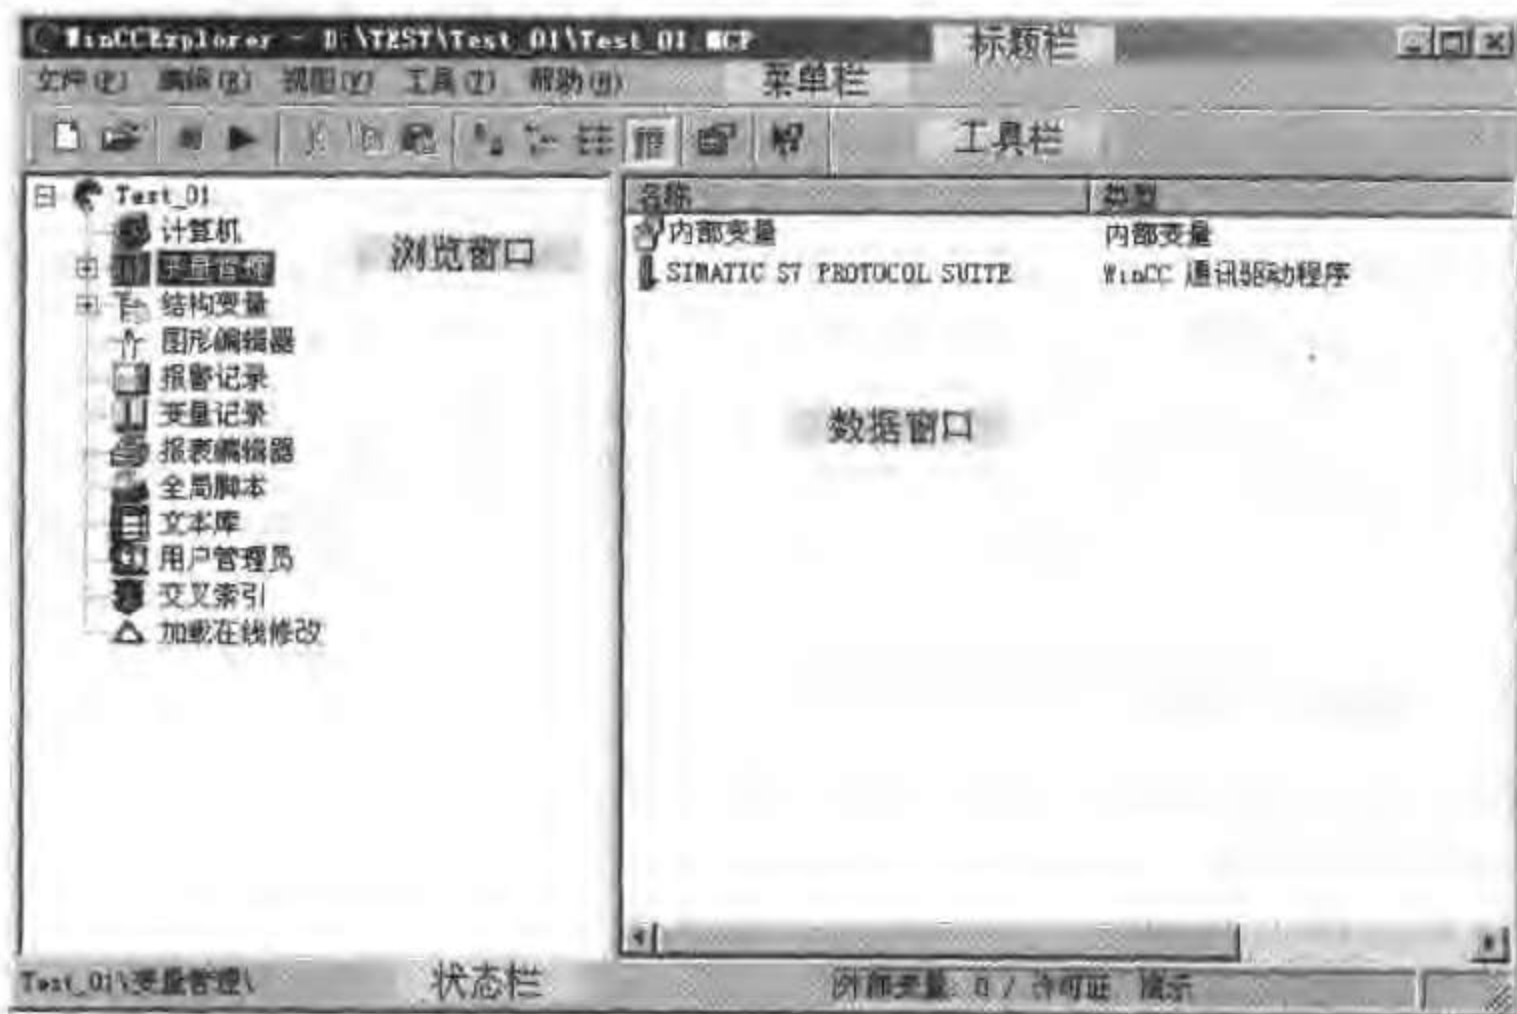 WinCCExplorer - D:\TEST\Test_01\Test_01.MCP
标题栏
文件(F) 编辑(E) 视图(V) 工具(T) 帮助(H)
菜单栏
工具栏
Test_01
计算机
变量管理
结构变量
图形编辑器
报警记录
变量记录
报表编辑器
全局脚本
文本库
用户管理员
交叉索引
加载在线修改
浏览窗口
名称 类型
内部变量 内部变量
SIMATIC S7 PROTOCOL SUITE WinCC 通讯驱动程序
数据窗口
Test_01\变量管理\
状态栏
外部变量: 0 / 许可证: 演示